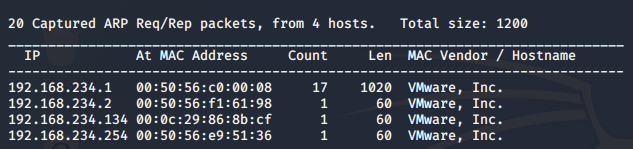 20 Captured ARP Req/Rep packets, from 4 hosts.   Total size: 1200
_____________________________________________________________________________
  IP            At MAC Address     Count     Len  MAC Vendor / Hostname
-----------------------------------------------------------------------------
192.168.234.1   00:50:56:c0:00:08     17    1020  VMware, Inc.
192.168.234.2   00:50:56:f1:61:98      1      60  VMware, Inc.
192.168.234.134 00:0c:29:86:8b:cf      1      60  VMware, Inc.
192.168.234.254 00:50:56:e9:51:36      1      60  VMware, Inc.